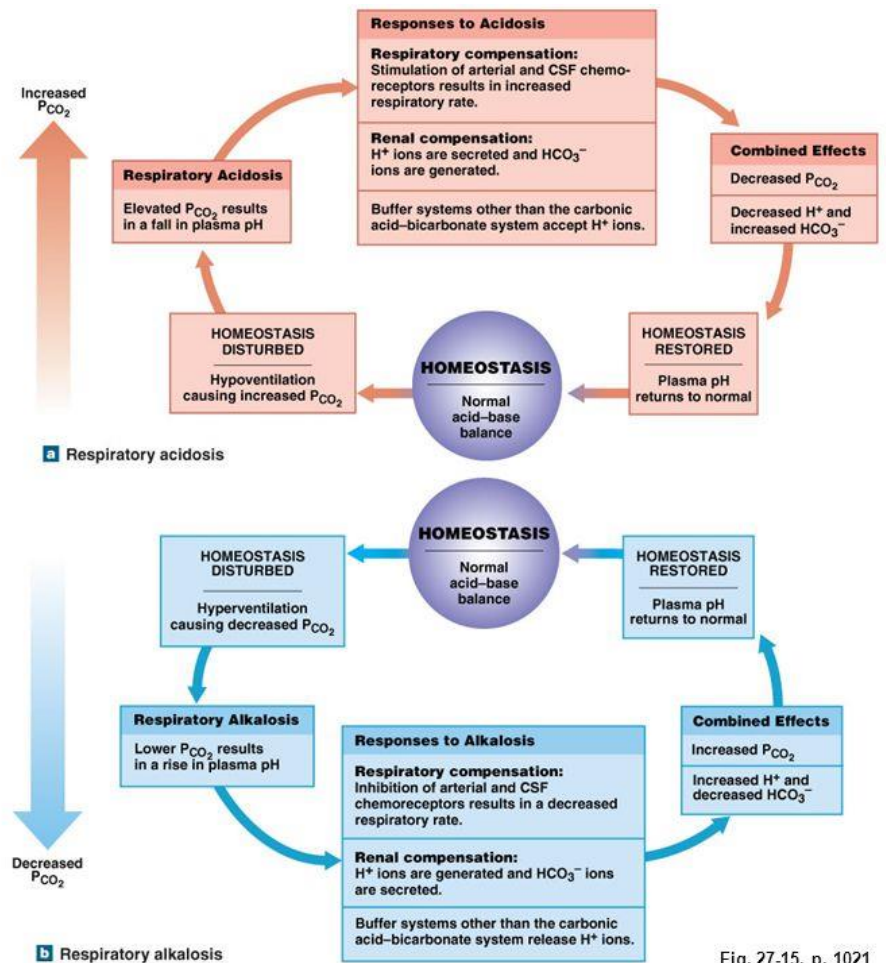 Increased
PCO2
Responses to Acidosis
Respiratory compensation:
Stimulation of arterial and CSF chemo-
receptors results in increased
respiratory rate.
Renal compensation:
H+ ions are secreted and HCO3−
ions are generated.
Buffer systems other than the carbonic
acid–bicarbonate system accept H+ ions.
Respiratory Acidosis
Elevated PCO2 results
in a fall in plasma pH
Combined Effects
Decreased PCO2
Decreased H+ and
increased HCO3−
HOMEOSTASIS
DISTURBED
Hypoventilation
causing increased PCO2
HOMEOSTASIS
Normal
acid–base
balance
HOMEOSTASIS
RESTORED
Plasma pH
returns to normal
a Respiratory acidosis
HOMEOSTASIS
DISTURBED
Hyperventilation
causing decreased PCO2
HOMEOSTASIS
Normal
acid–base
balance
HOMEOSTASIS
RESTORED
Plasma pH
returns to normal
Respiratory Alkalosis
Lower PCO2 results
in a rise in plasma pH
Responses to Alkalosis
Respiratory compensation:
Inhibition of arterial and CSF
chemoreceptors results in a decreased
respiratory rate.
Renal compensation:
H+ ions are generated and HCO3− ions
are secreted.
Buffer systems other than the carbonic
acid–bicarbonate system release H+ ions.
Combined Effects
Increased PCO2
Increased H+ and
decreased HCO3−
Decreased
PCO2
b Respiratory alkalosis
Fig. 27-15, p. 1021